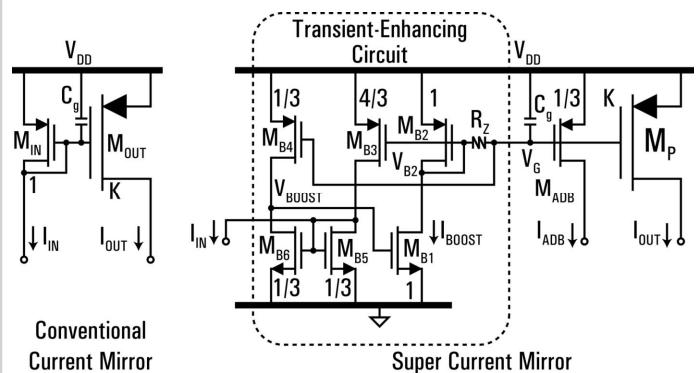 Transient-Enhancing
Circuit
V_DD
V_DD
C_g
M_IN
M_OUT
1
K
I_IN
I_OUT
Conventional
Current Mirror
1/3
4/3
1
M_B4
M_B3
M_B2
R_Z
V_B2
V_BOOST
I_IN
M_B6
M_B5
M_B1
I_BOOST
1/3
1/3
1
C_g
1/3
K
V_G
M_ADB
M_P
I_ADB
I_OUT
Super Current Mirror